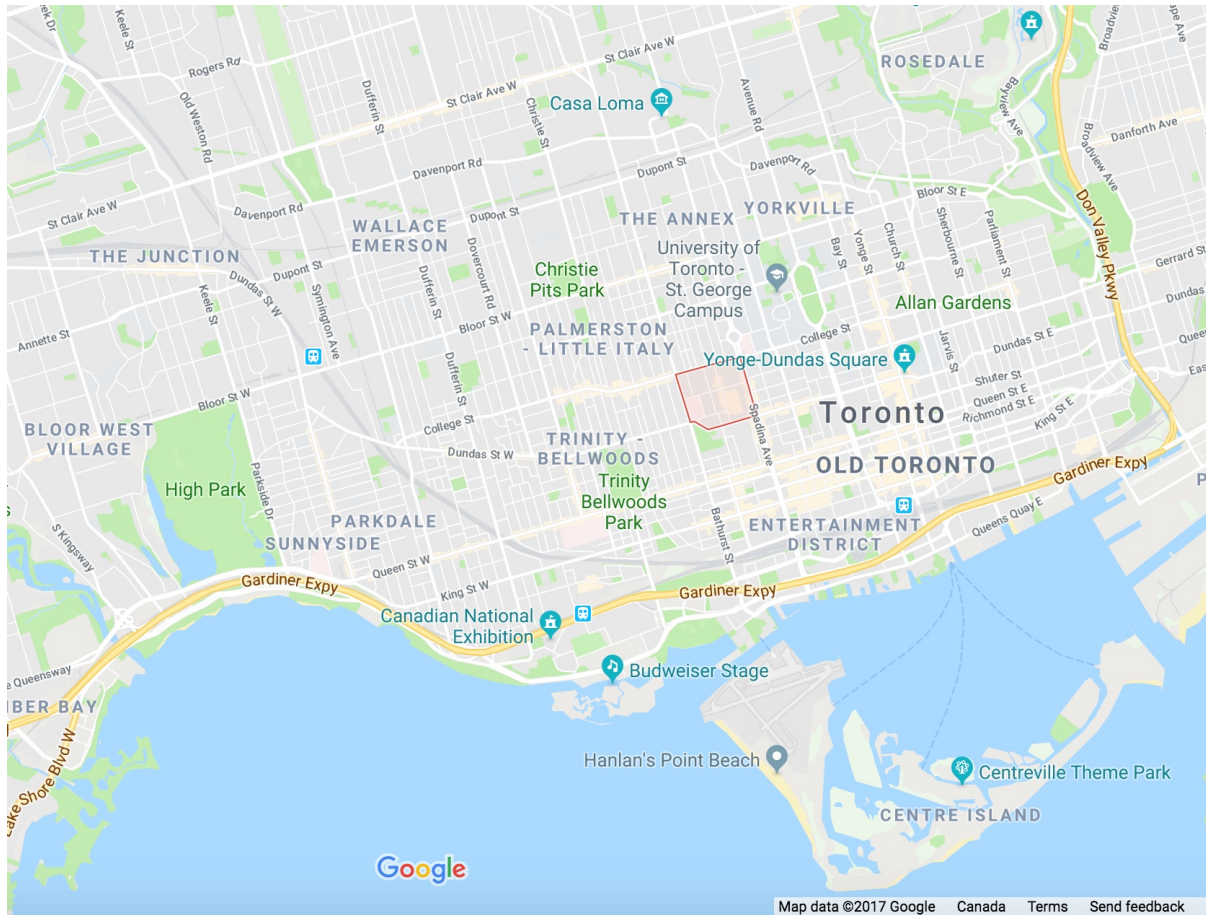 Keele St
Dufferin St
St Clair Ave W
ROSEDALE
Broadview
Rogers Rd
Casa Loma
Avenue Rd
Bayview Ave
Old Weston Rd
St Clair Ave W
Christie St
Danforth Ave
Broadview Ave
Davenport Rd
Dupont St
Davenport Rd
Bloor St E
St Clair Ave W
Davenport Rd
WALLACE
EMERSON
Dupont St
THE ANNEX
YORKVILLE
Don Valley Pkwy
THE JUNCTION
Dupont St
Dundas St W
Keele St
Symington Ave
Dufferin St
Dovercourt Rd
Christie
Pits Park
University of
Toronto -
St. George
Campus
Bay St
Yonge St
Church St
Sherbourne St
Parliament St
Gerrard St
Allan Gardens
Dundas
Annette St
Bloor St W
PALMERSTON
- LITTLE ITALY
College St
Yonge-Dundas Square
Jarvis St
Dundas St E
Queen
Bloor St W
Dufferin St
Shuter St
Queen St E
Richmond St E
King St E
Eas
BLOOR WEST
VILLAGE
College St
Spadina Ave
Toronto
Dundas St W
TRINITY -
BELLWOODS
OLD TORONTO
Gardiner Expy
High Park
Parkside Dr
Trinity
Bellwoods
Park
S Kingsway
PARKDALE
SUNNYSIDE
Queen St W
Bathurst St
ENTERTAINMENT
DISTRICT
Queens Quay E
P
Gardiner Expy
King St W
Gardiner Expy
Canadian National
Exhibition
e Queensway
Budweiser Stage
IBER BAY
Lake Shore Blvd W
Hanlan's Point Beach
Centreville Theme Park
CENTRE ISLAND
Google
Map data ©2017 Google Canada Terms Send feedback